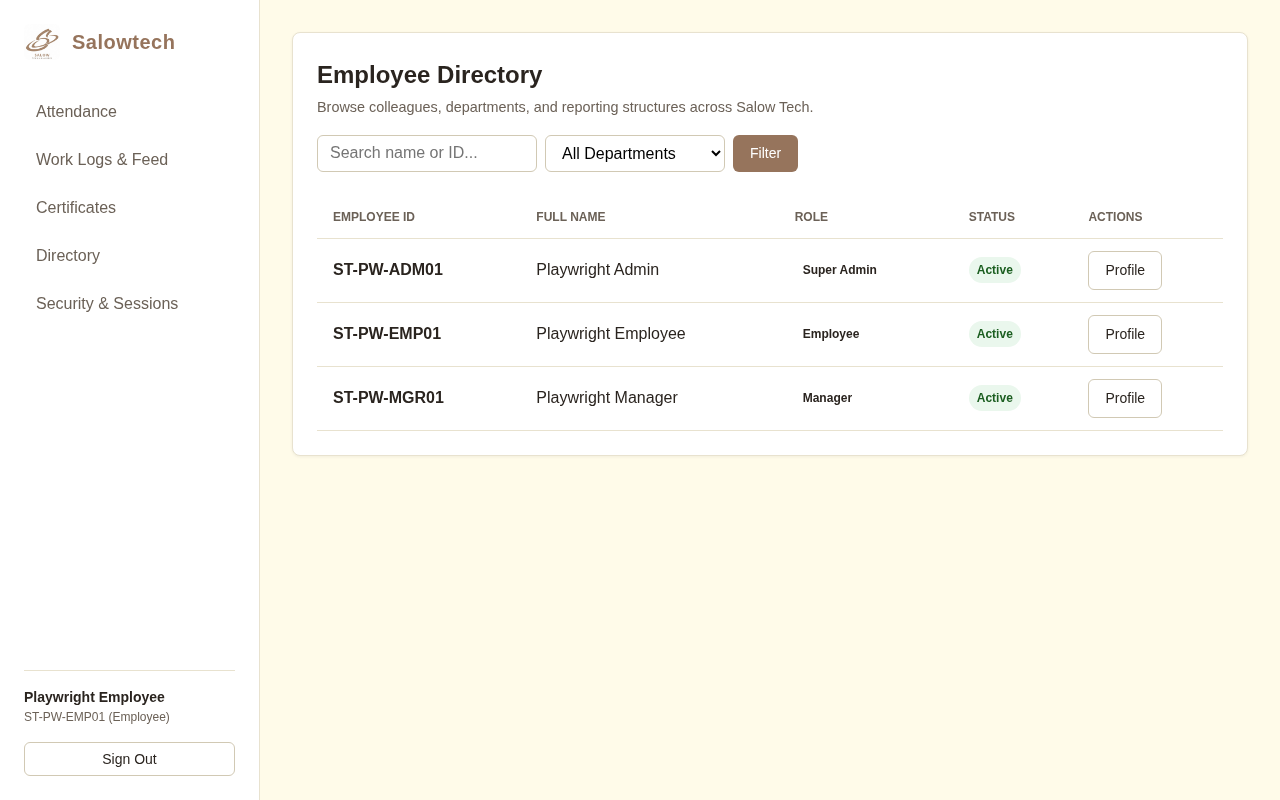 Salowtech
Attendance
Work Logs & Feed
Certificates
Directory
Security & Sessions
Playwright Employee
ST-PW-EMP01 (Employee)
Sign Out
Employee Directory
Browse colleagues, departments, and reporting structures across Salow Tech.
Search name or ID... All Departments Filter
EMPLOYEE ID FULL NAME ROLE STATUS ACTIONS
ST-PW-ADM01 Playwright Admin Super Admin Active Profile
ST-PW-EMP01 Playwright Employee Employee Active Profile
ST-PW-MGR01 Playwright Manager Manager Active Profile